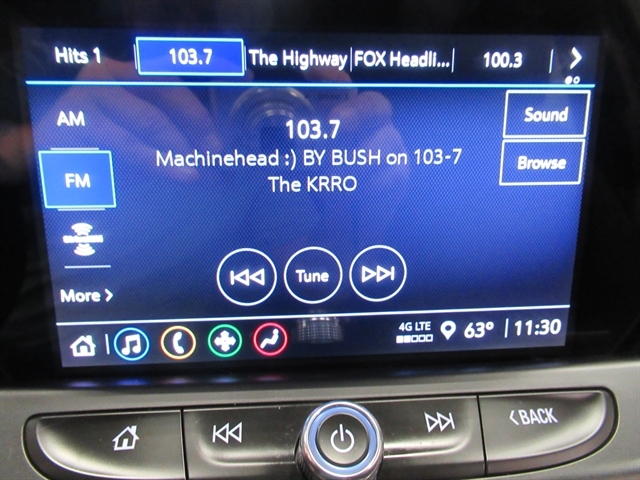 Hits 1 103.7 The Highway FOX Headli... 100.3
AM
FM
More
103.7
Machinehead :) BY BUSH on 103-7
The KRRO
Sound
Browse
Tune
4G LTE 63° 11:30
BACK